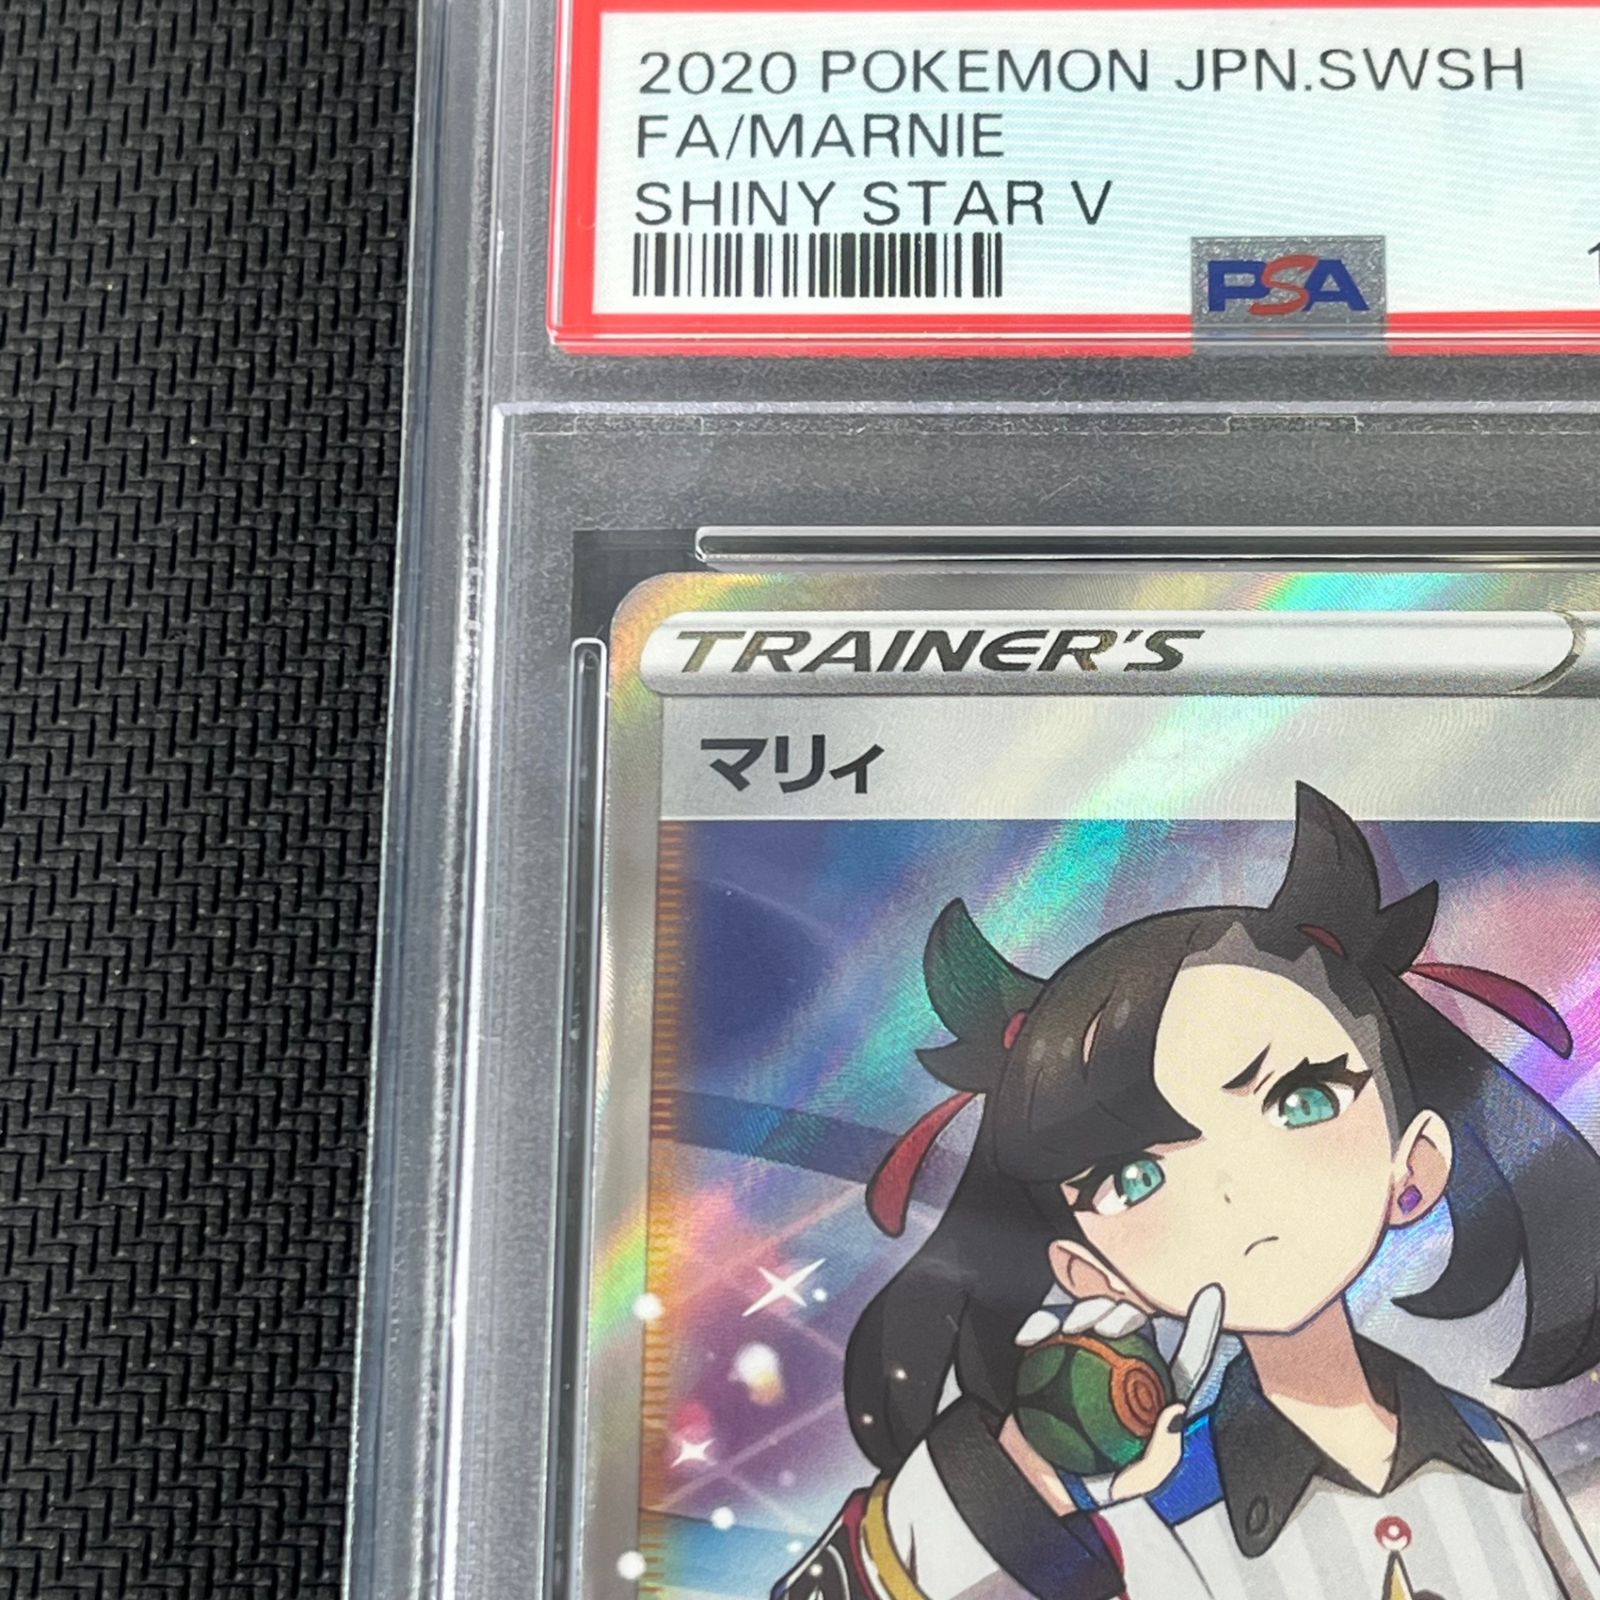 2020 POKEMON JPN.SWSH
FA/MARNIE
SHINY STAR V
PSA
TRAINER'S
マリィ